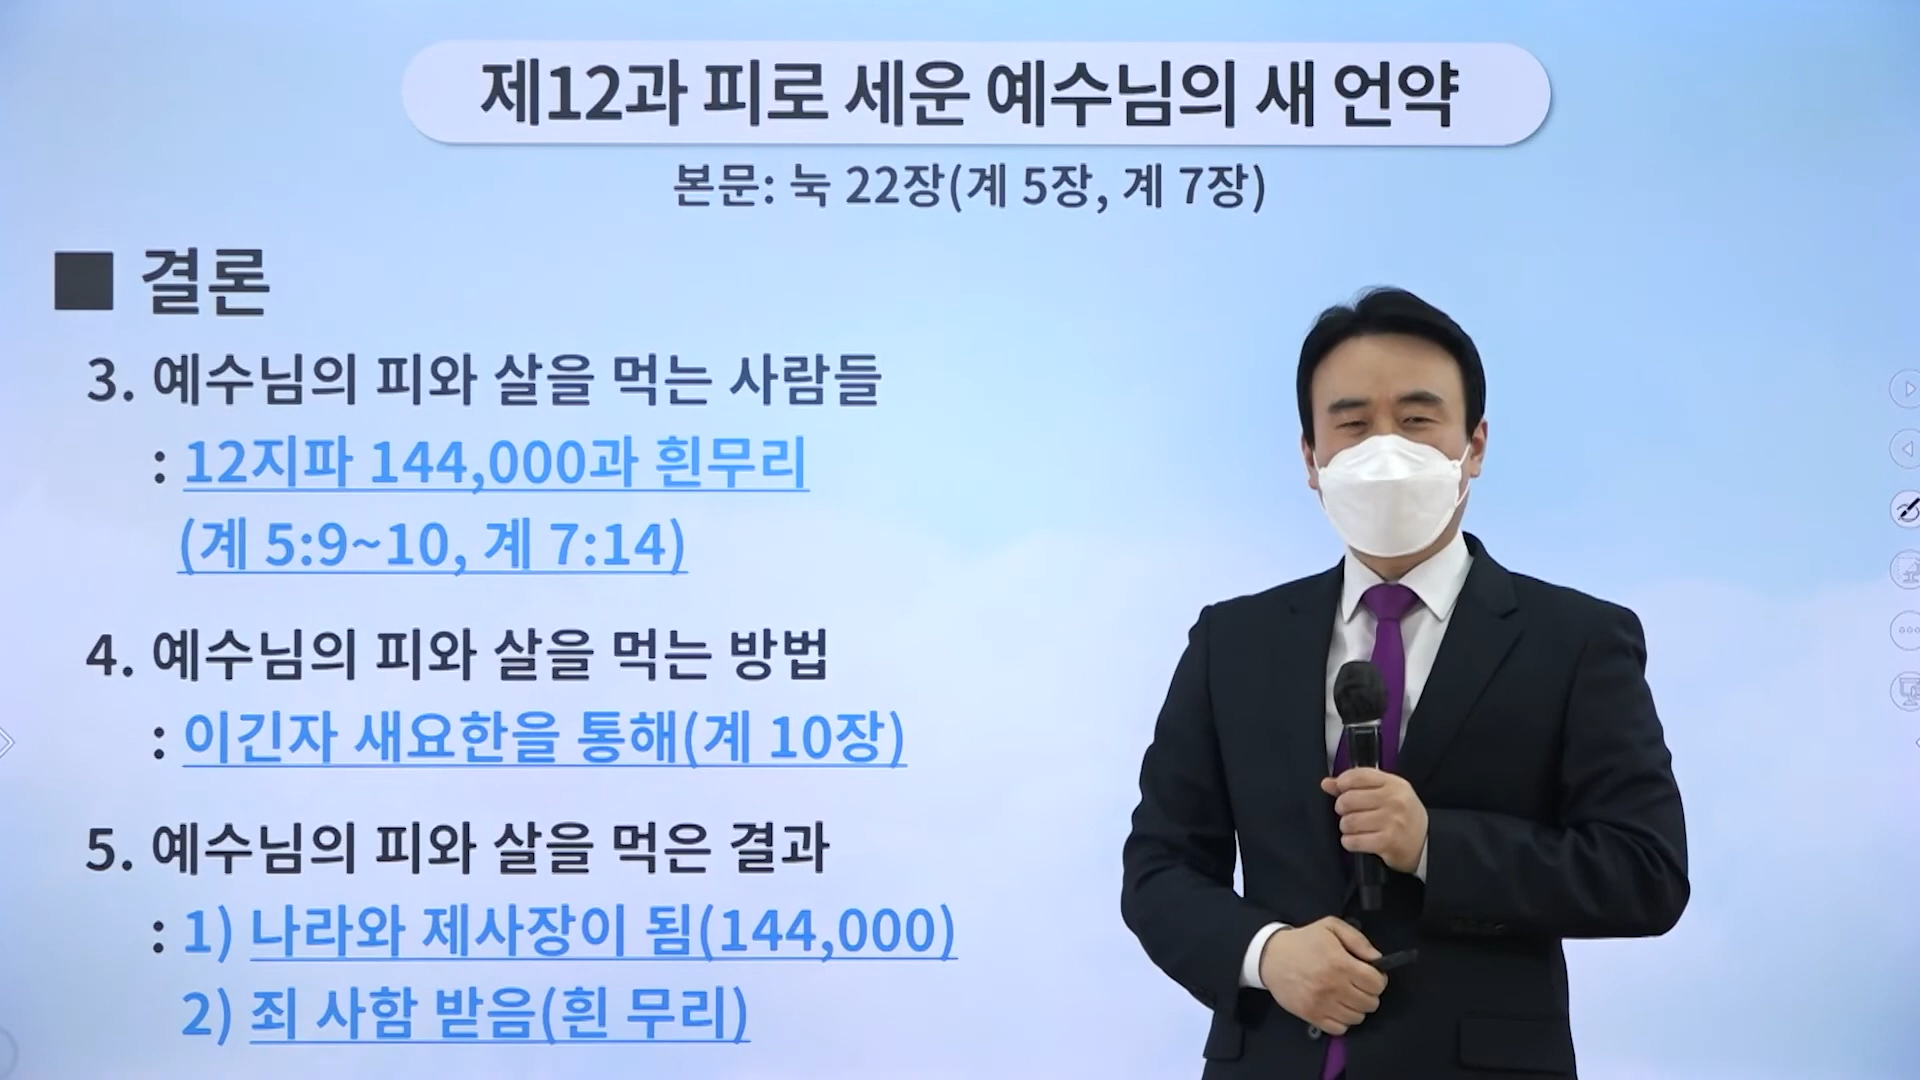 제12과 피로 세운 예수님의 새 언약
본문: 눅 22장(계 5장, 계 7장)
■ 결론
3. 예수님의 피와 살을 먹는 사람들
: 12지파 144,000과 흰무리
(계 5:9~10, 계 7:14)
4. 예수님의 피와 살을 먹는 방법
: 이긴자 새요한을 통해(계 10장)
5. 예수님의 피와 살을 먹은 결과
: 1) 나라와 제사장이 됨(144,000)
2) 죄 사함 받음(흰 무리)